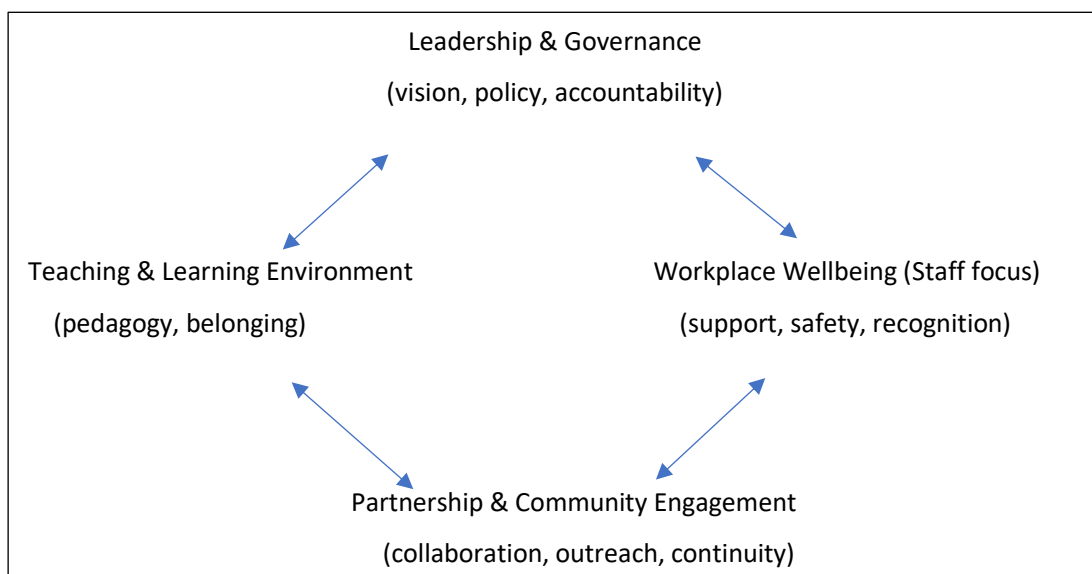 Leadership & Governance
(vision, policy, accountability)
Teaching & Learning Environment
(pedagogy, belonging)
Workplace Wellbeing (Staff focus)
(support, safety, recognition)
Partnership & Community Engagement
(collaboration, outreach, continuity)